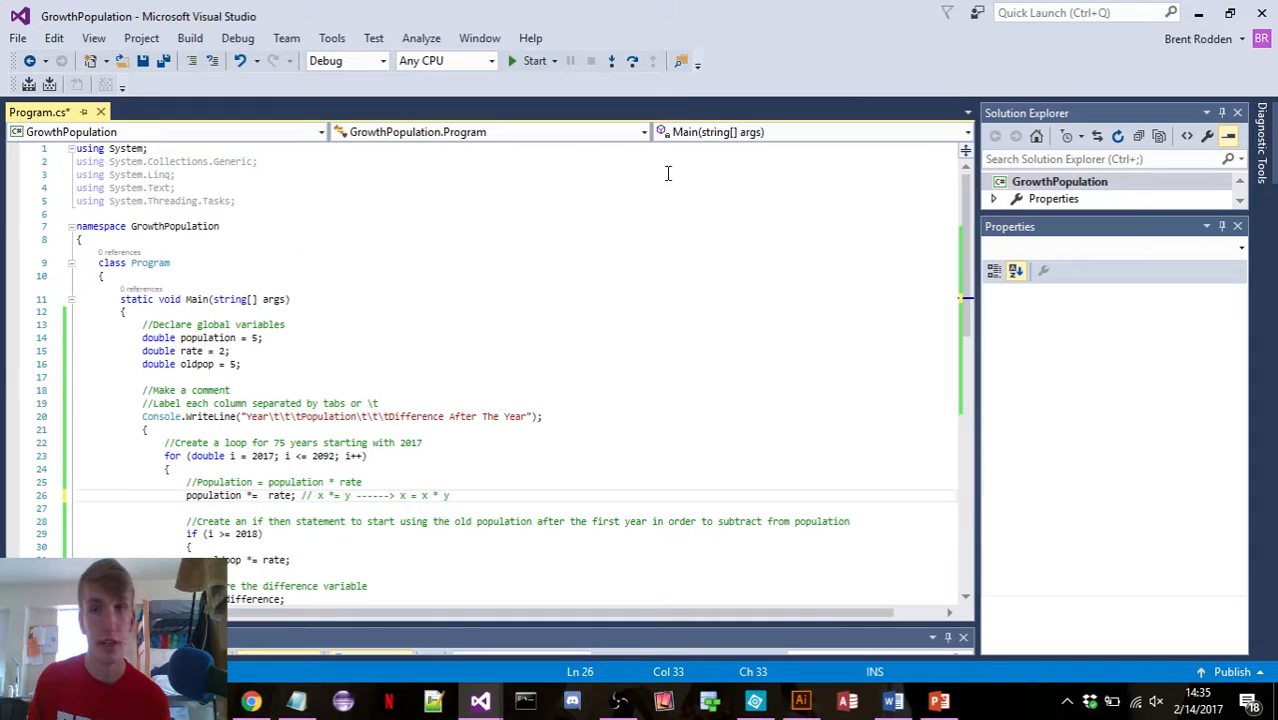 GrowthPopulation - Microsoft Visual Studio
Quick Launch (Ctrl+Q)
File Edit View Project Build Debug Team Tools Test Analyze Window Help
Brent Rodden BR
Debug Any CPU Start
Program.cs*
GrowthPopulation GrowthPopulation.Program Main(string[] args)
1 using System;
2 using System.Collections.Generic;
3 using System.Linq;
4 using System.Text;
5 using System.Threading.Tasks;
6
7 namespace GrowthPopulation
8 {
0 references
9 class Program
10 {
0 references
11 static void Main(string[] args)
12 {
13 //Declare global variables
14 double population = 5;
15 double rate = 2;
16 double oldpop = 5;
17
18 //Make a comment
19 //Label each column separated by tabs or \t
20 Console.WriteLine("Year\t\t\tPopulation\t\t\tDifference After The Year");
21 {
22 //Create a loop for 75 years starting with 2017
23 for (double i = 2017; i <= 2092; i++)
24 {
25 //Population = population * rate
26 population *= rate; // x *= y ------> x = x * y
27
28 //Create an if then statement to start using the old population after the first year in order to subtract from population
29 if (i >= 2018)
30 {
*= rate;
the difference variable
difference;
Solution Explorer
Search Solution Explorer (Ctrl+;)
GrowthPopulation
Properties
Properties
Diagnostic Tools
Ln 26 Col 33 Ch 33 INS Publish
14:35
2/14/2017
18